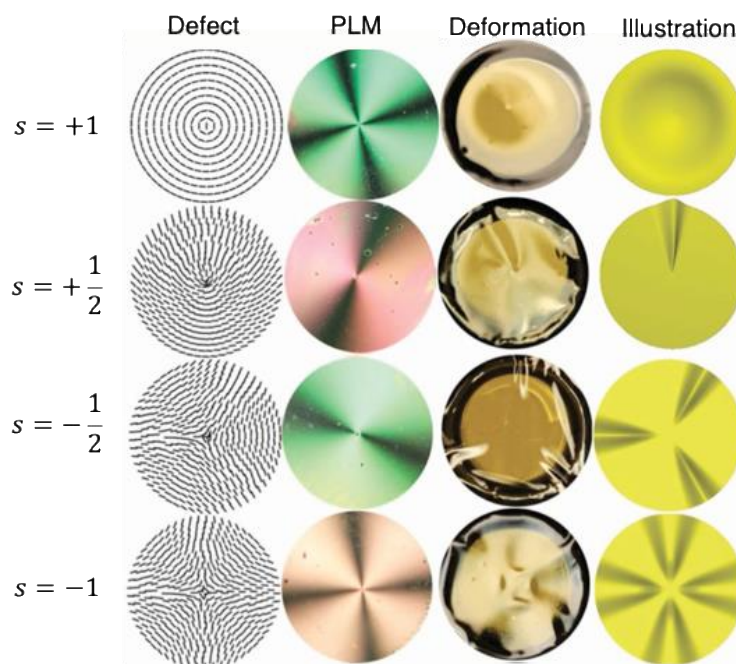 Defect PLM Deformation Illustration
s = +1
s = +1/2
s = −1/2
s = −1